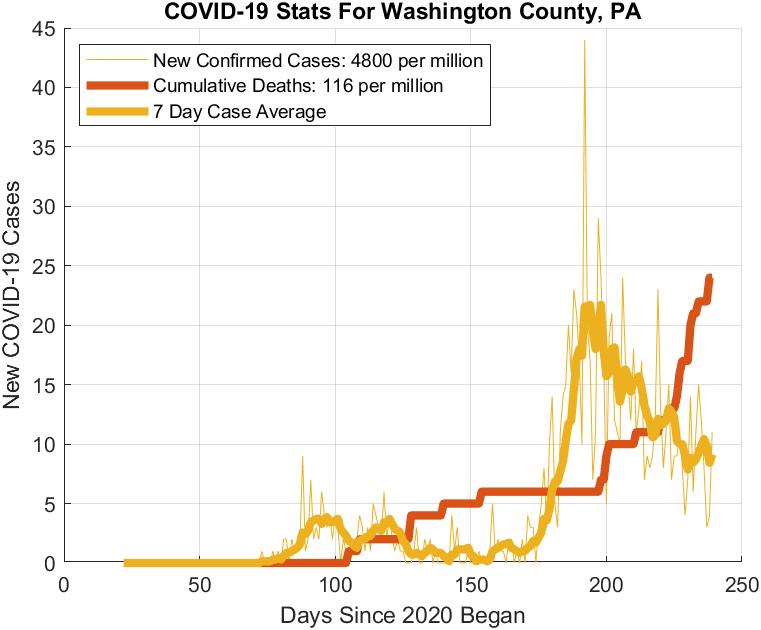 COVID-19 Stats For Washington County, PA
New Confirmed Cases: 4800 per million
Cumulative Deaths: 116 per million
7 Day Case Average
New COVID-19 Cases
45
40
35
30
25
20
15
10
5
0
0 50 100 150 200 250
Days Since 2020 Began